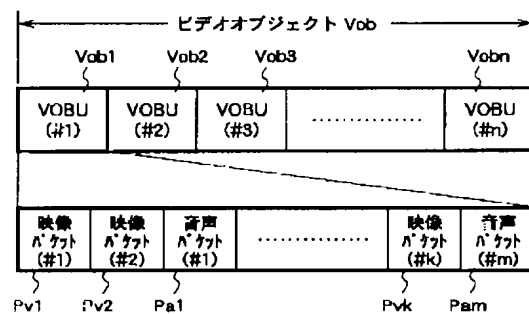 ビデオオブジェクト Vob
Vob1 Vob2 Vob3 Vobn
VOBU VOBU VOBU VOBU
(#1) (#2) (#3) ‥‥‥‥‥‥ (#n)
映像 映像 音声 映像 音声
パケット パケット パケット パケット パケット
(#1) (#2) (#1) ‥‥‥‥‥‥ (#k) (#m)
Pv1 Pv2 Pa1 Pvk Pam